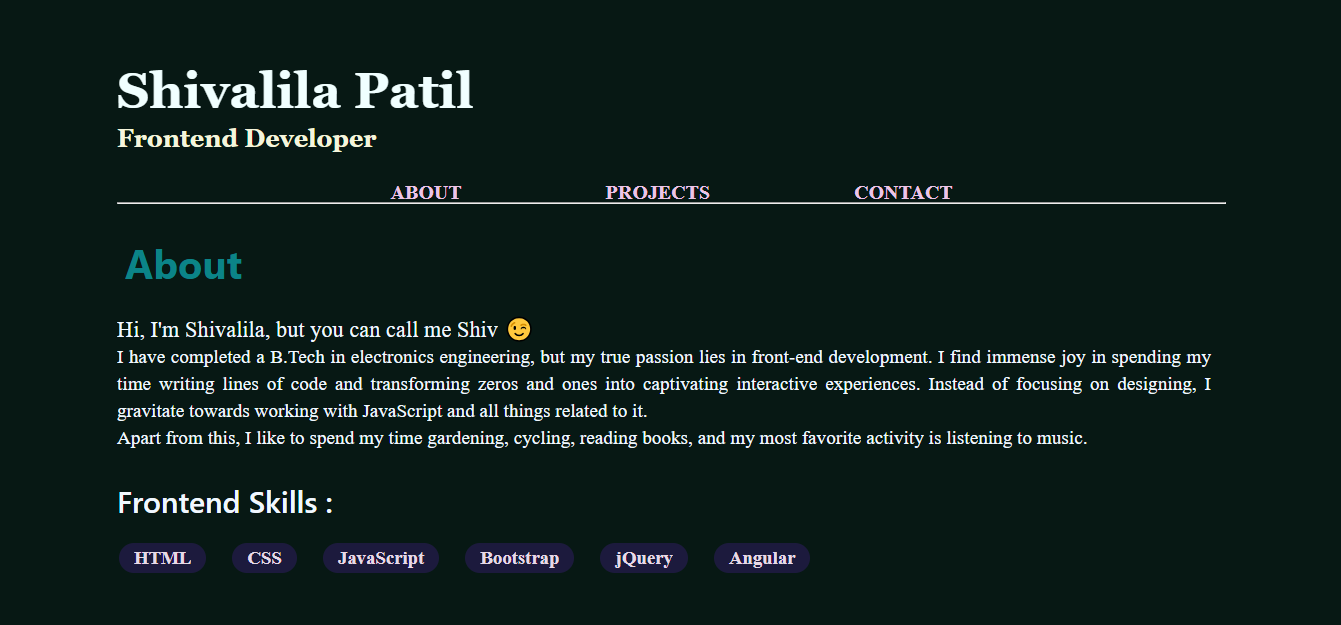 Shivalila Patil
Frontend Developer
ABOUT PROJECTS CONTACT
About
Hi, I'm Shivalila, but you can call me Shiv 😉
I have completed a B.Tech in electronics engineering, but my true passion lies in front-end development. I find immense joy in spending my
time writing lines of code and transforming zeros and ones into captivating interactive experiences. Instead of focusing on designing, I
gravitate towards working with JavaScript and all things related to it.
Apart from this, I like to spend my time gardening, cycling, reading books, and my most favorite activity is listening to music.
Frontend Skills :
HTML CSS JavaScript Bootstrap jQuery Angular